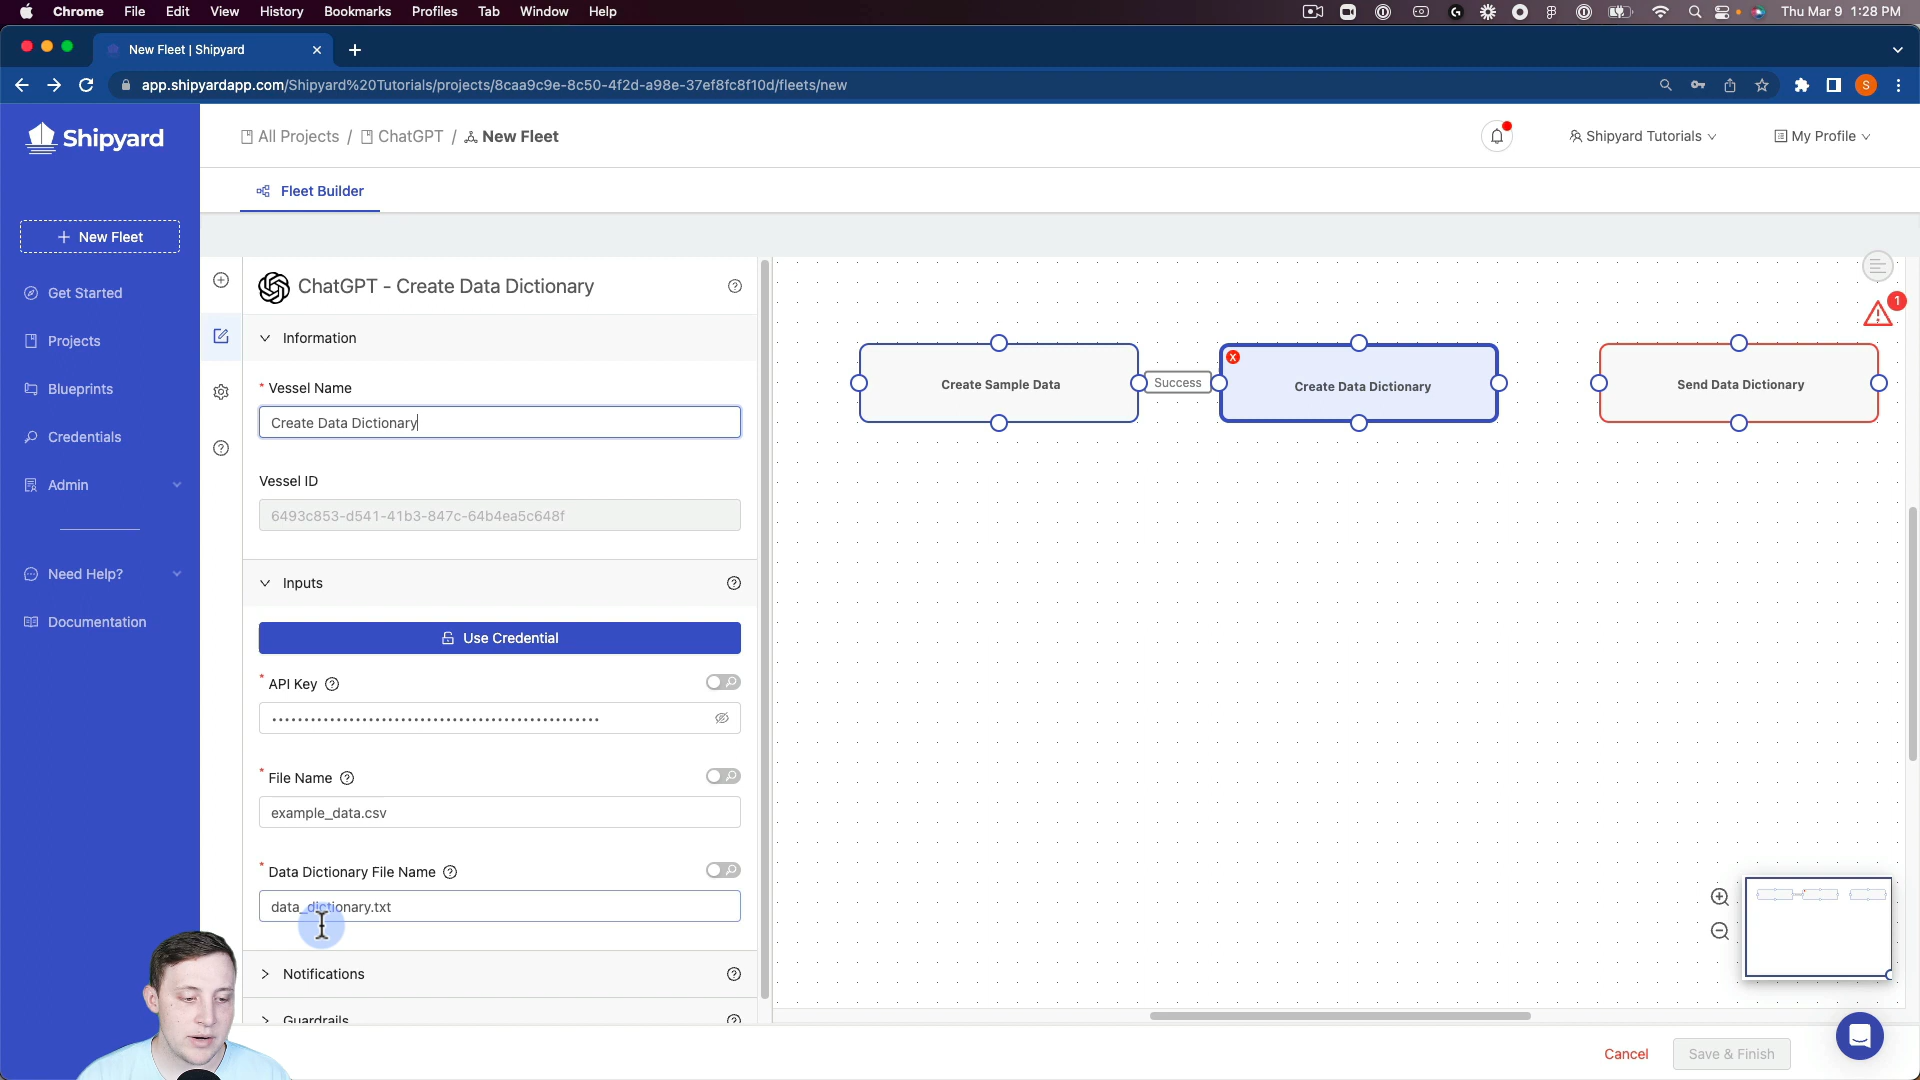 Chrome File Edit View History Bookmarks Profiles Tab Window Help
Thu Mar 9 1:28 PM
New Fleet | Shipyard
app.shipyardapp.com/Shipyard%20Tutorials/projects/8caa9c9e-8c50-4f2d-a98e-37ef8fc8f10d/fleets/new
S
Shipyard
All Projects / ChatGPT / New Fleet
Shipyard Tutorials
My Profile
Fleet Builder
New Fleet
Get Started
Projects
Blueprints
Credentials
Admin
Need Help?
Documentation
ChatGPT - Create Data Dictionary
Information
* Vessel Name
Create Data Dictionary
Vessel ID
6493c853-d541-41b3-847c-64b4ea5c648f
Inputs
Use Credential
* API Key
* File Name
example_data.csv
* Data Dictionary File Name
data_dictionary.txt
Notifications
Guardrails
1
Create Sample Data
Success
X
Create Data Dictionary
Send Data Dictionary
Cancel
Save & Finish